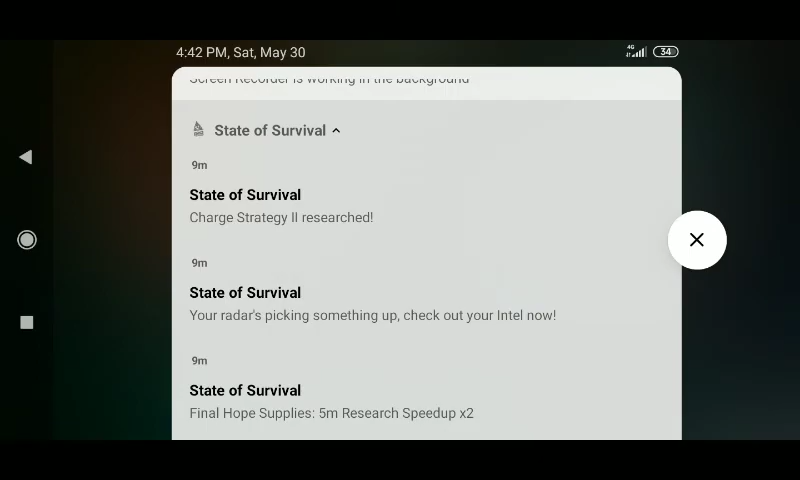 4:42 PM, Sat, May 30
4G
34
Screen Recorder is working in the background
State of Survival
9m
State of Survival
Charge Strategy II researched!
9m
State of Survival
Your radar's picking something up, check out your Intel now!
9m
State of Survival
Final Hope Supplies: 5m Research Speedup x2